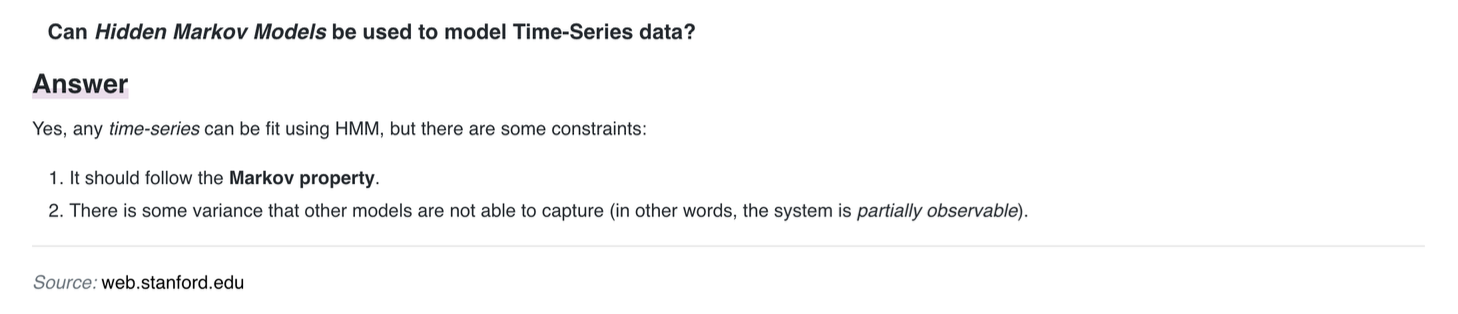 Can Hidden Markov Models be used to model Time-Series data?
Answer
Yes, any time-series can be fit using HMM, but there are some constraints:
1. It should follow the Markov property.
2. There is some variance that other models are not able to capture (in other words, the system is partially observable).
Source: web.stanford.edu